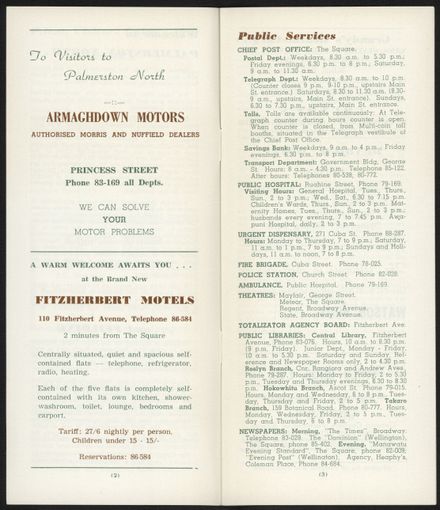 To Visitors to
Palmerston North
ARMAGHDOWN MOTORS
AUTHORISED MORRIS AND NUFFIELD DEALERS
PRINCESS STREET
Phone 83-169 all Depts.
WE CAN SOLVE
YOUR
MOTOR PROBLEMS
A WARM WELCOME AWAITS YOU . . .
at the Brand New
FITZHERBERT MOTELS
110 Fitzherbert Avenue, Telephone 86-584
2 minutes from The Square
Centrally situated, quiet and spacious self-
contained flats — telephone, refrigerator,
radio, heating.
Each of the five flats is completely self-
contained with its own kitchen, shower-
washroom, toilet, lounge, bedrooms and
carport.
Tariff: 27/6 nightly per person,
Children under 15 - 15/-
Reservations: 86-584
(2)
Public Services
CHIEF POST OFFICE: The Square.
Postal Dep.: Weekdays, 8.30 a.m. to 5.30 p.m.;
Friday evenings, 6.30 p.m. to 8 p.m., Saturday,
9 a.m. to 11.30 a.m.
Telegraph Dep.: Weekdays, 8.30 a.m. to 10 p.m.
(Counter closes 9 p.m., 9-10 p.m., upstairs Main
St. entrance.) Saturdays, 8.30 to 11.30 a.m. (8.30-
9 a.m., upstairs, Main St. entrance), Sundays,
6.30 to 7.30 p.m., upstairs, Main St. entrance.
Tolls. Tolls are available continuously: At Tele-
graph counter during hours counter is open.
When counter is closed, from Multi-coin toll
booths, situated in the Telegraph vestibule of
the Chief Post Office.
Savings Bank: Weekdays, 9 a.m. to 4 p.m.; Friday
evenings, 6.30 p.m. to 8 p.m.
Transport Department: Government Bldg, George
St. Hours: 8 a.m. - 4.30 p.m. Telephone 85-122.
After hours: Telephones 85-538, 80-772.
PUBLIC HOSPITAL: Ruahine Street, Phone 79-169.
Visiting Hours: General Hospital, Tues., Thurs.,
Sun., 2 to 3 p.m.; Wed., Sat., 6.30 to 7.15 p.m.
Children's Wards, Thurs., Sun., 2 to 3 p.m. Mat-
ernity Homes, Tues., Thurs., Sun., 2 to 3 p.m.;
husbands every evening, 7 to 7.45 p.m. Awa-
puni Hospital, daily, 2 to 3 p.m.
URGENT DISPENSARY, 271 Cuba St. Phone 88-287.
Hours: Monday to Thursday, 7 to 9 p.m.; Saturday,
11 a.m. to 1 p.m., 7 to 9 p.m.; Sundays and Holi-
days, 11 a.m. to noon, 7 to 8 p.m.
FIRE BRIGADE, Cuba Street. Phone 78-025.
POLICE STATION, Church Street. Phone 82-028.
AMBULANCE, Public Hospital. Phone 79-169.
THEATRES: Mayfair, George Street.
Meteor, The Square.
Regent, Broadway Avenue.
State, Broadway Avenue.
TOTALIZATOR AGENCY BOARD: Fitzherbert Ave.
PUBLIC LIBRARIES: Central Library, Fitzherbert
Avenue, Phone 83-076. Hours, 10 a.m. to 8.30 p.m.
(9 p.m. Friday). Junior Dept., Monday - Friday,
10 a.m. to 5.30 p.m. Saturday and Sunday, Ref-
erence and Newspaper Rooms only, 2 to 4.30 p.m.
Roslyn Branch, Cnr. Rangiora and Andrew Aves.
Phone 79-287. Hours: Monday to Friday, 2 to 5.30
p.m., Tuesday and Thursday evenings, 6.30 to 8.30
p.m. Hokowhitu Branch, Ascot St. Phone 79-015.
Hours, Monday and Wednesday, 6 to 8 p.m. Tues-
day, Thursday and Friday, 2 to 5 p.m. Takaro
Branch, 159 Botanical Road. Phone 80-777. Hours,
Monday, Wednesday, Friday, 2 to 5 p.m., Tues-
day and Thursday, 6 to 8 p.m.
NEWSPAPERS: Morning, "The Times", Broadway.
Telephone 83-029. The "Dominion" (Wellington),
The Square, phone 85-402. Evening, "Manawatu
Evening Standard", The Square, phone 82-009;
"Evening Post" (Wellington), Agency, Heaphy's,
Coleman Place, Phone 84-684.
(3)